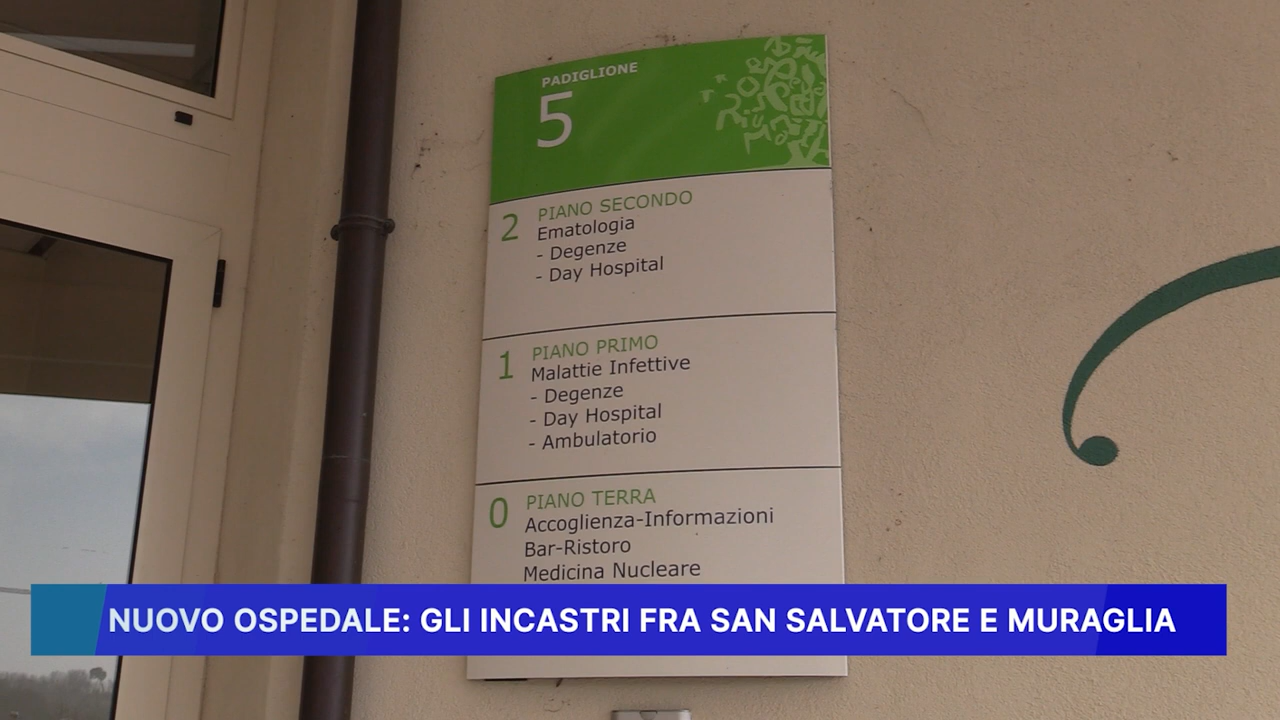 PADIGLIONE
5
2 PIANO SECONDO
Ematologia
- Degenze
- Day Hospital
1 PIANO PRIMO
Malattie Infettive
- Degenze
- Day Hospital
- Ambulatorio
0 PIANO TERRA
Accoglienza-Informazioni
Bar-Ristoro
Medicina Nucleare
NUOVO OSPEDALE: GLI INCASTRI FRA SAN SALVATORE E MURAGLIA